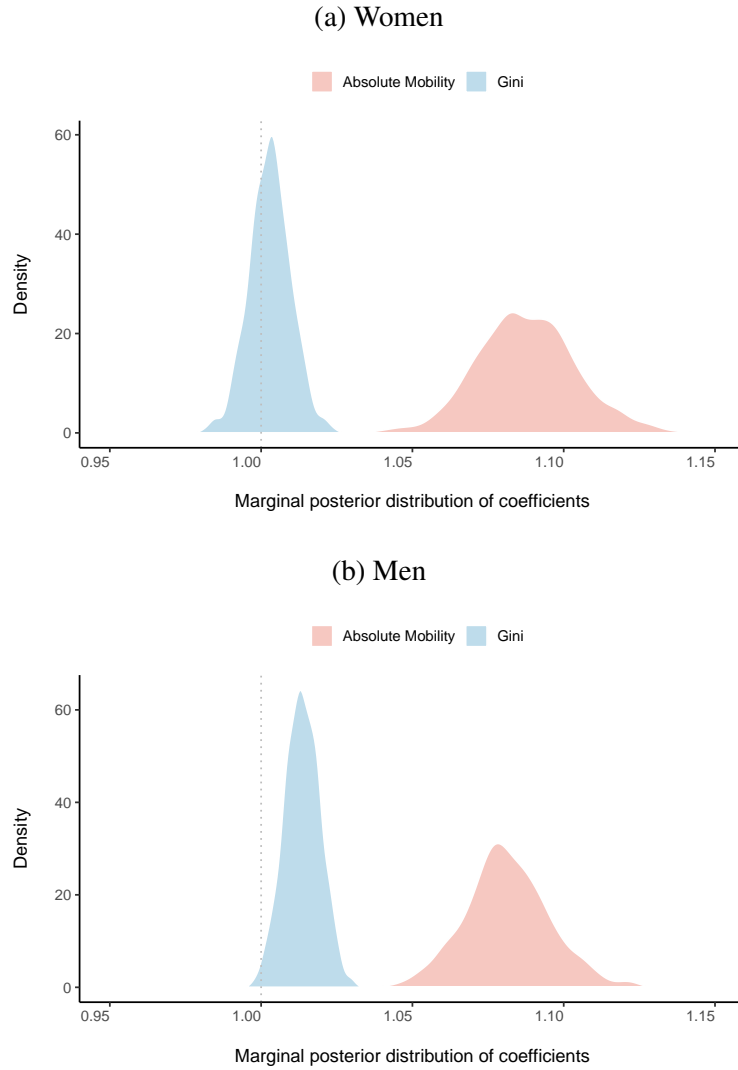 (a) Women
Absolute Mobility Gini
60
40
20
0
Density
0.95 1.00 1.05 1.10 1.15
Marginal posterior distribution of coefficients
(b) Men
Absolute Mobility Gini
60
40
20
0
Density
0.95 1.00 1.05 1.10 1.15
Marginal posterior distribution of coefficients